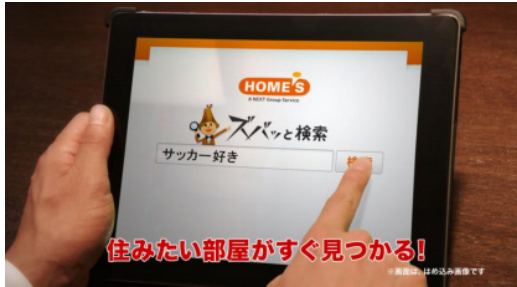 HOME'S
A NEXT Group Service
ズバッと検索
サッカー好き
住みたい部屋がすぐ見つかる!
※画面は、はめ込み画像です